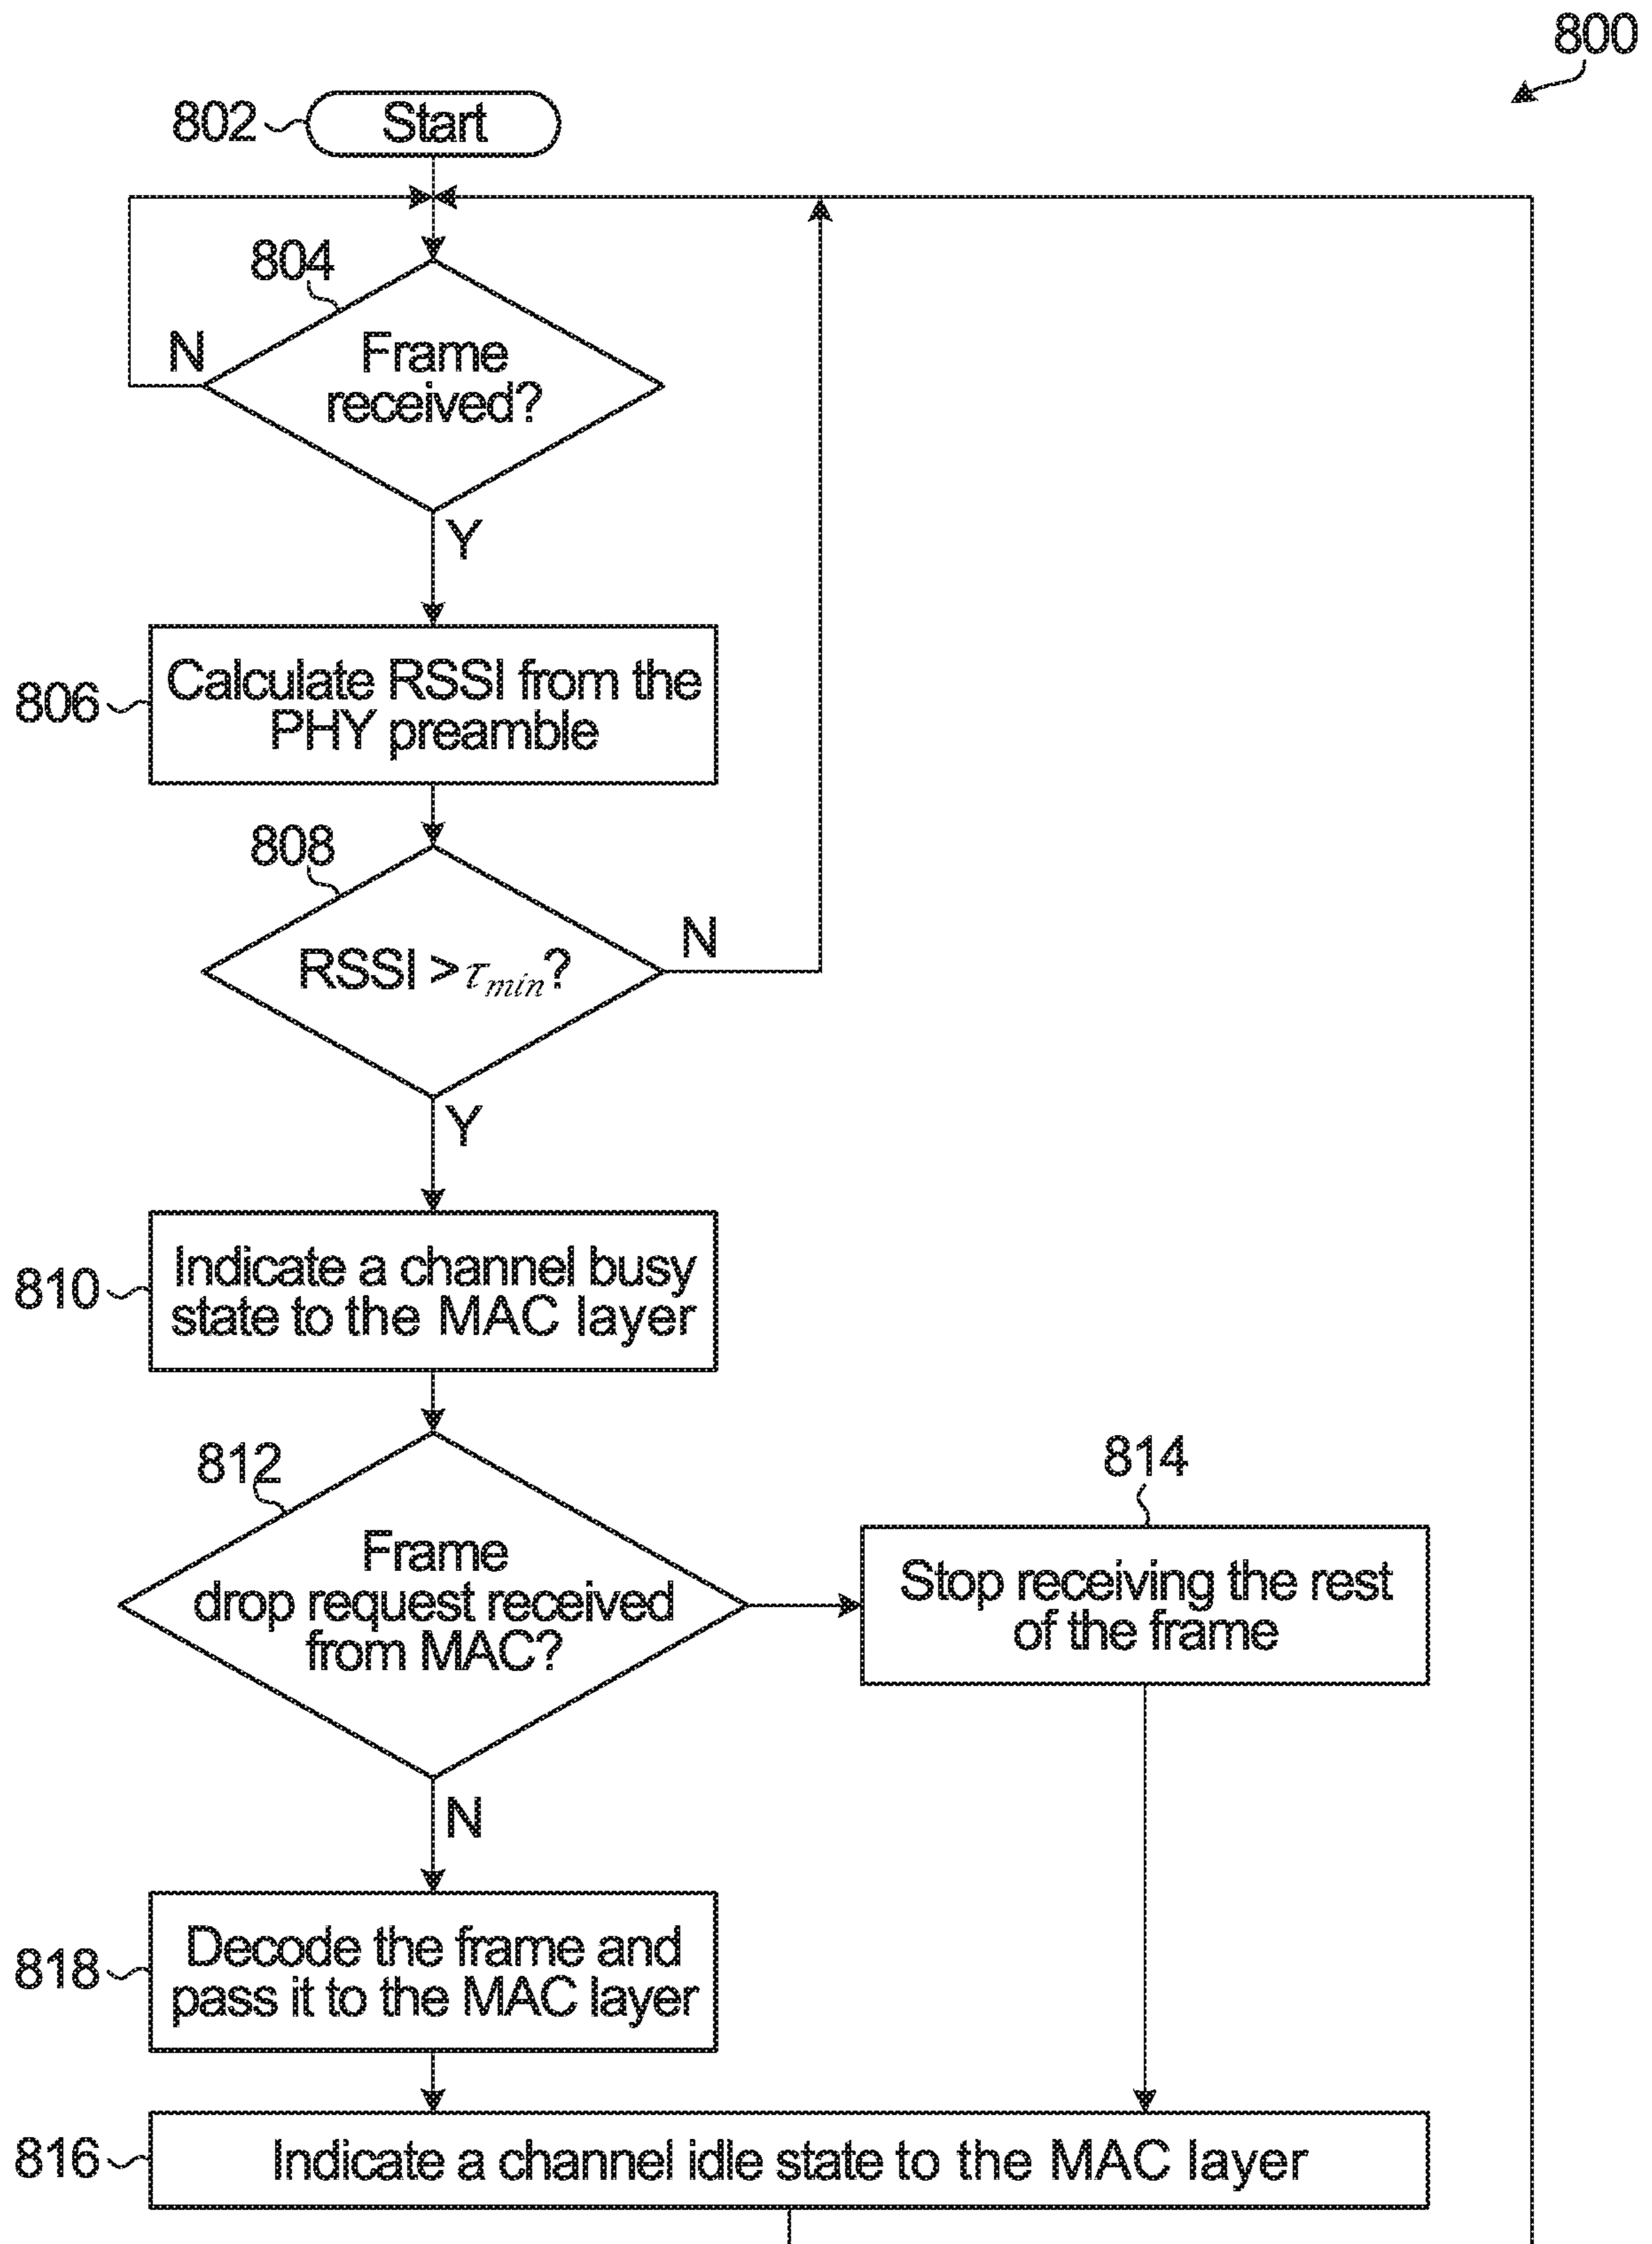 800
802
Start
804
N
Frame
received?
Y
806
Calculate RSSI from the
PHY preamble
808
RSSI > τmin?
N
Y
810
Indicate a channel busy
state to the MAC layer
812
Frame
drop request received
from MAC?
814
Stop receiving the rest
of the frame
N
818
Decode the frame and
pass it to the MAC layer
816
Indicate a channel idle state to the MAC layer